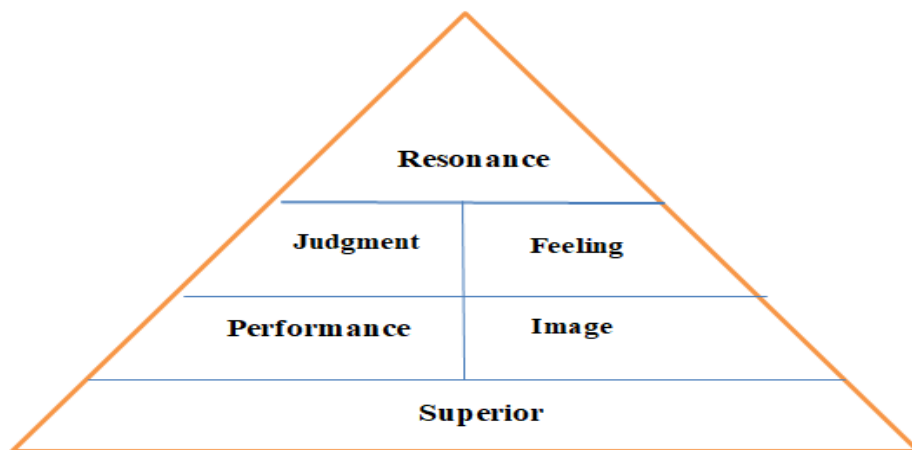 Resonance
Judgment
Feeling
Performance
Image
Superior